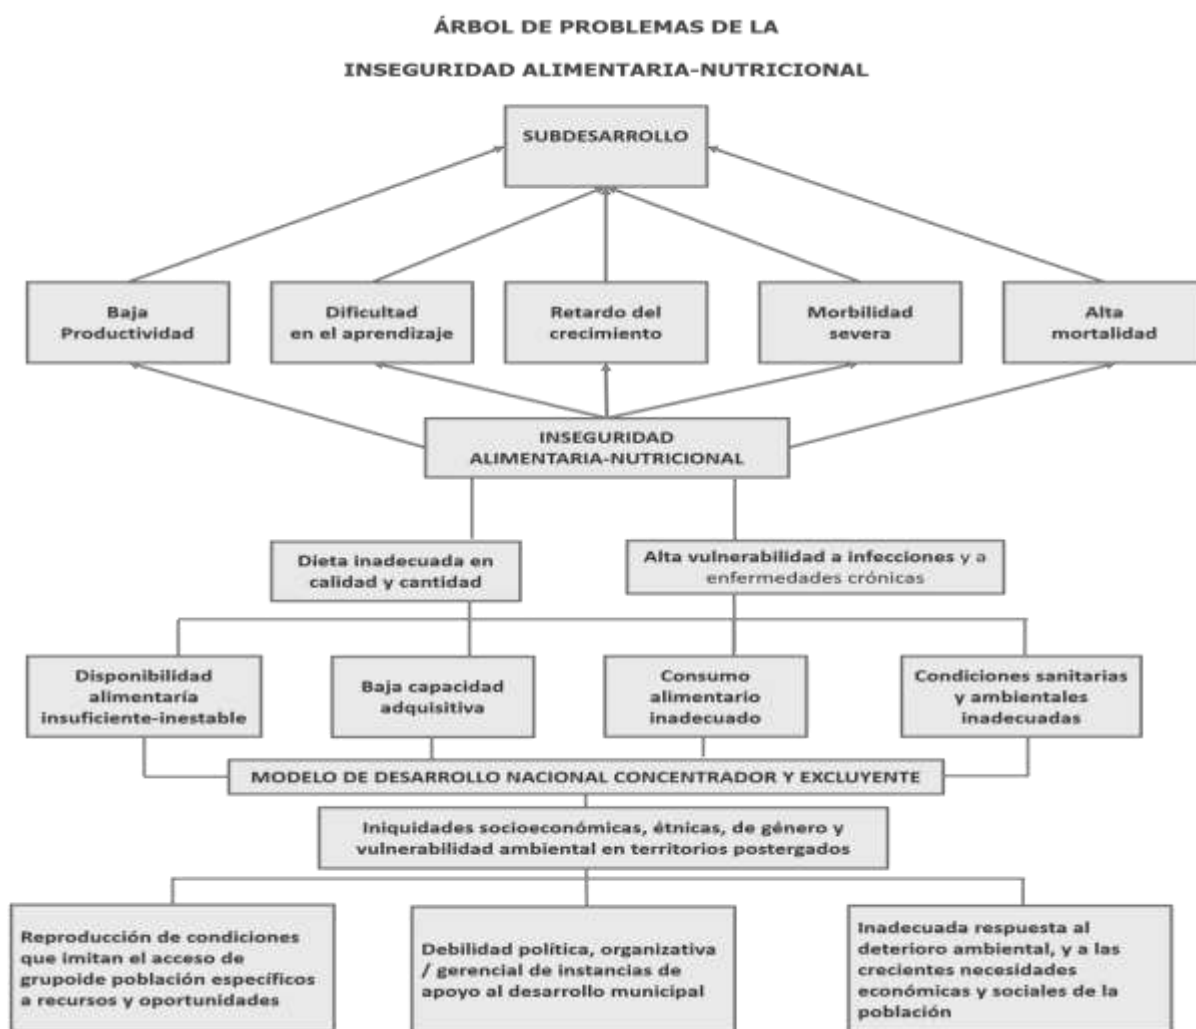 ÁRBOL DE PROBLEMAS DE LA
INSEGURIDAD ALIMENTARIA-NUTRICIONAL
SUBDESARROLLO
Baja
Productividad
Dificultad
en el aprendizaje
Retardo del
crecimiento
Morbilidad
severa
Alta
mortalidad
INSEGURIDAD
ALIMENTARIA-NUTRICIONAL
Dieta inadecuada en
calidad y cantidad
Alta vulnerabilidad a infecciones y a
enfermedades crónicas
Disponibilidad
alimentaría
insuficiente-inestable
Baja capacidad
adquisitiva
Consumo
alimentario
inadecuado
Condiciones sanitarias
y ambientales
inadecuadas
MODELO DE DESARROLLO NACIONAL CONCENTRADOR Y EXCLUYENTE
Iniquidades socioeconómicas, étnicas, de género y
vulnerabilidad ambiental en territorios postergados
Reproducción de condiciones
que imitan el acceso de
grupoide población específicos
a recursos y oportunidades
Debilidad política, organizativa
/ gerencial de instancias de
apoyo al desarrollo municipal
Inadecuada respuesta al
deterioro ambiental, y a las
crecientes necesidades
económicas y sociales de la
población